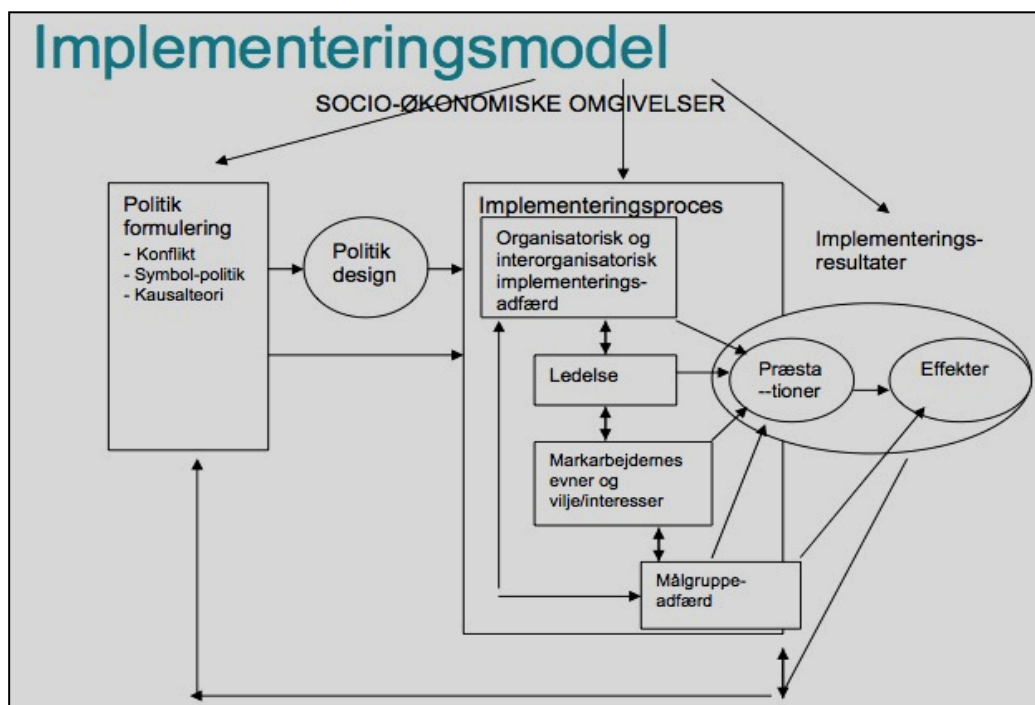 Implementeringsmodel
SOCIO-ØKONOMISKE OMGIVELSER
Politik
formulering
- Konflikt
- Symbol-politik
- Kausalteori
Politik
design
Implementeringsproces
Organisatorisk og
interorganisatorisk
implementerings-
adfærd
Ledelse
Markarbejdernes
evner og
vilje/interesser
Målgruppe-
adfærd
Implementerings-
resultater
Præsta
--tioner
Effekter